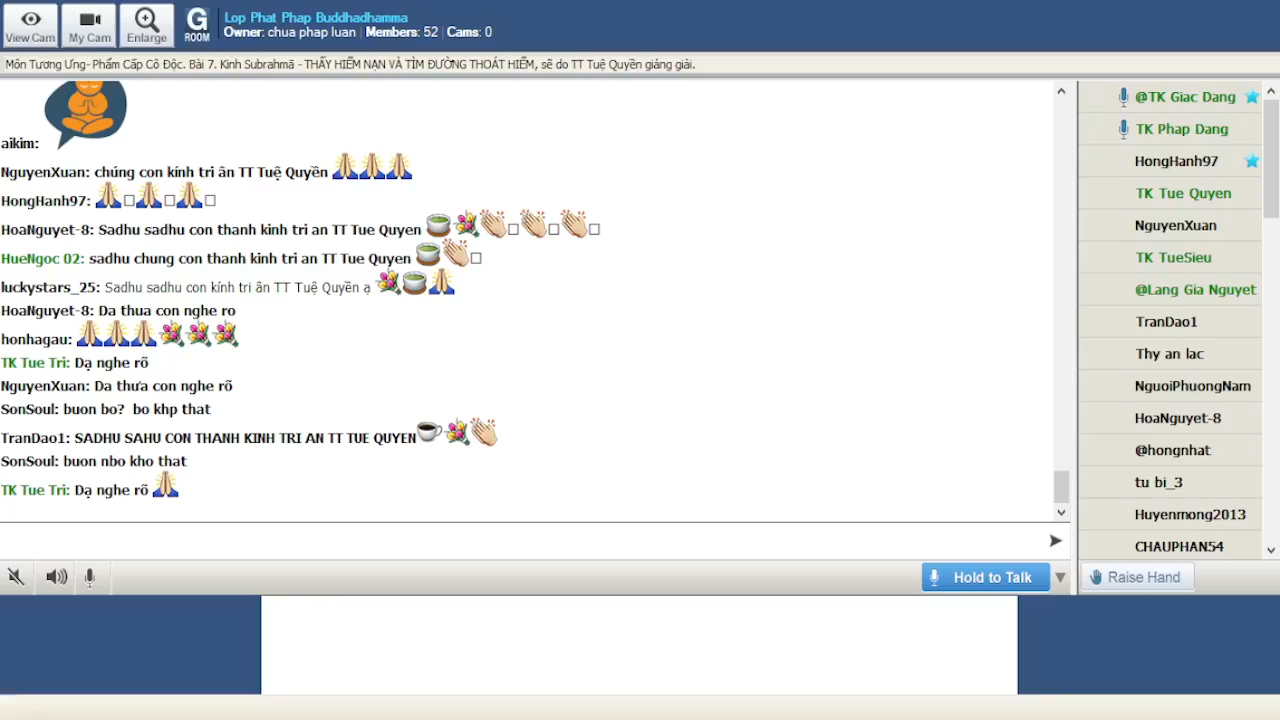 View Cam
My Cam
Enlarge
G
ROOM
Lop Phat Phap Buddhadhamma
Owner: chua phap luan | Members: 52 | Cams: 0
Môn Tương Ưng- Phẩm Cấp Cô Độc. Bài 7. Kinh Subrahmã - THẤY HIỂM NẠN VÀ TÌM ĐƯỜNG THOÁT HIỂM, sẽ do TT Tuệ Quyền giảng giải.
aikim:
NguyenXuan: chúng con kính tri ân TT Tuệ Quyền 🙏🙏🙏
HongHanh97: 🙏□🙏□🙏□
HoaNguyet-8: Sadhu sadhu con thanh kinh tri an TT Tue Quyen 🍵💐👏□👏□👏□
HueNgoc 02: sadhu chung con thanh kinh tri an TT Tue Quyen 🍵👏□
luckystars_25: Sadhu sadhu con kính tri ân TT Tuệ Quyền ạ 💐🍵🙏
HoaNguyet-8: Da thua con nghe ro
honhagau: 🙏🙏🙏💐💐💐
TK Tue Tri: Dạ nghe rõ
NguyenXuan: Da thưa con nghe rõ
SonSoul: buon bo?  bo khp that
TranDao1: SADHU SAHU CON THANH KINH TRI AN TT TUE QUYEN☕💐👏
SonSoul: buon nbo kho that
TK Tue Tri: Dạ nghe rõ 🙏
Hold to Talk
@TK Giac Dang
TK Phap Dang
HongHanh97
TK Tue Quyen
NguyenXuan
TK TueSieu
@Lang Gia Nguyet
TranDao1
Thy an lac
NguoiPhuongNam
HoaNguyet-8
@hongnhat
tu bi_3
Huyenmong2013
CHAUPHAN54
Raise Hand